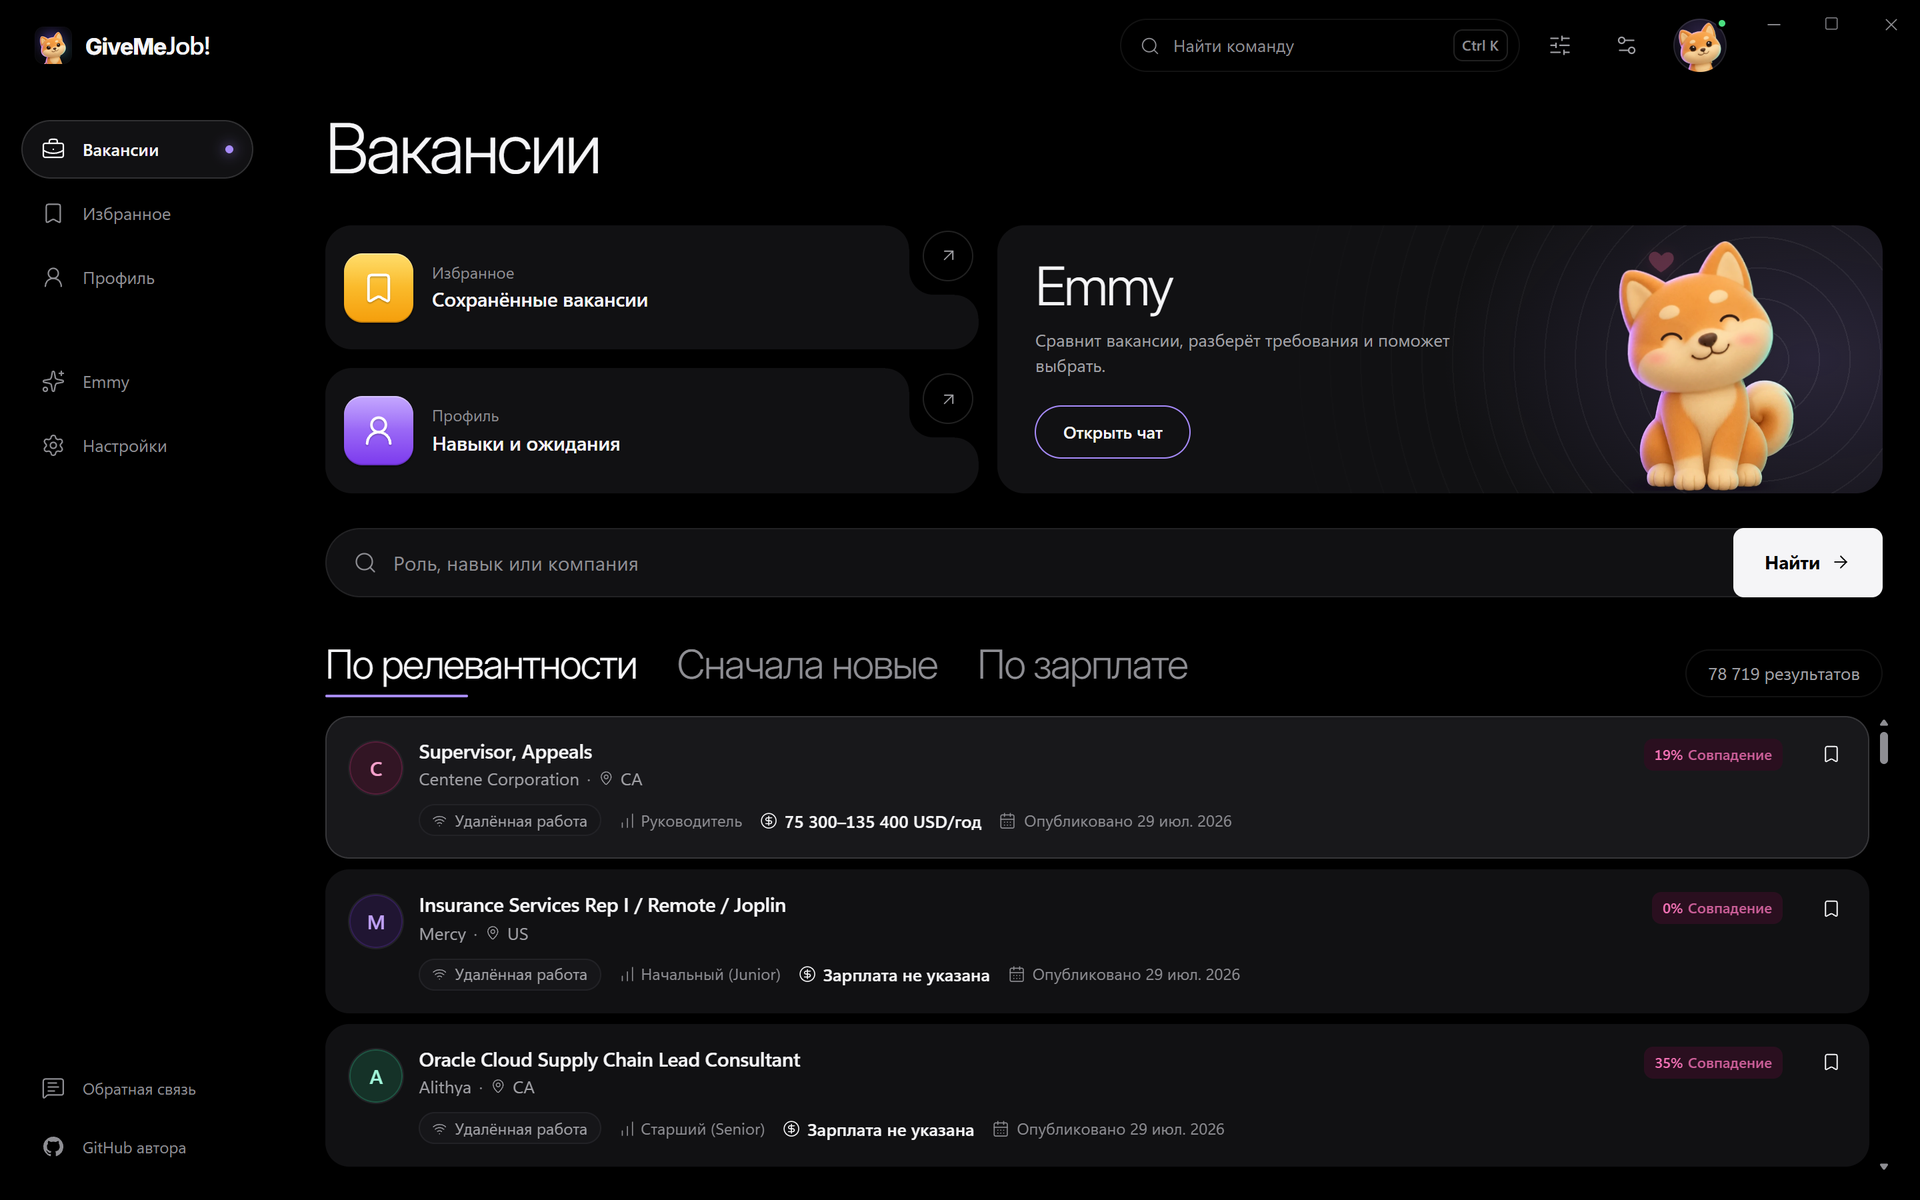 GiveMeJob!
Найти команду
Ctrl K
Вакансии
Избранное
Профиль
Emmy
Настройки
Обратная связь
GitHub автора
Вакансии
Избранное
Сохранённые вакансии
Профиль
Навыки и ожидания
Emmy
Сравнит вакансии, разберёт требования и поможет
выбрать.
Открыть чат
Роль, навык или компания
Найти
По релевантности
Сначала новые
По зарплате
78 719 результатов
C
Supervisor, Appeals
19% Совпадение
Centene Corporation · CA
Удалённая работа Руководитель 75 300–135 400 USD/год Опубликовано 29 июл. 2026
M
Insurance Services Rep I / Remote / Joplin
0% Совпадение
Mercy · US
Удалённая работа Начальный (Junior) Зарплата не указана Опубликовано 29 июл. 2026
A
Oracle Cloud Supply Chain Lead Consultant
35% Совпадение
Alithya · CA
Удалённая работа Старший (Senior) Зарплата не указана Опубликовано 29 июл. 2026